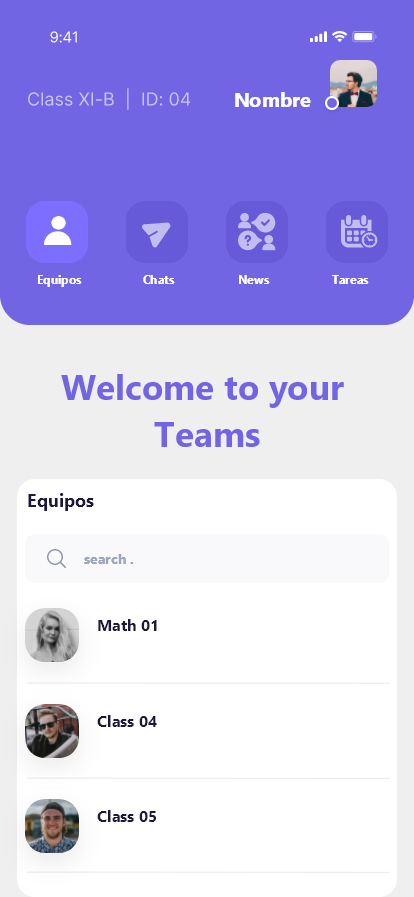 9:41
Class XI-B | ID: 04
Nombre
Equipos
Chats
News
Tareas
Welcome to your
Teams
Equipos
search .
Math 01
Class 04
Class 05